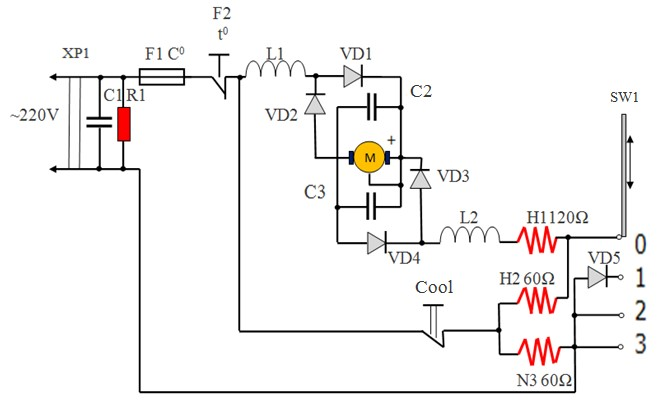 F2
t⁰
XP1
F1 C⁰
L1
VD1
C1 R1
VD2
C2
SW1
~220V
+
M
VD3
C3
L2
H1120Ω
VD4
0
VD5
Cool
H2 60Ω
1
2
3
N3 60Ω